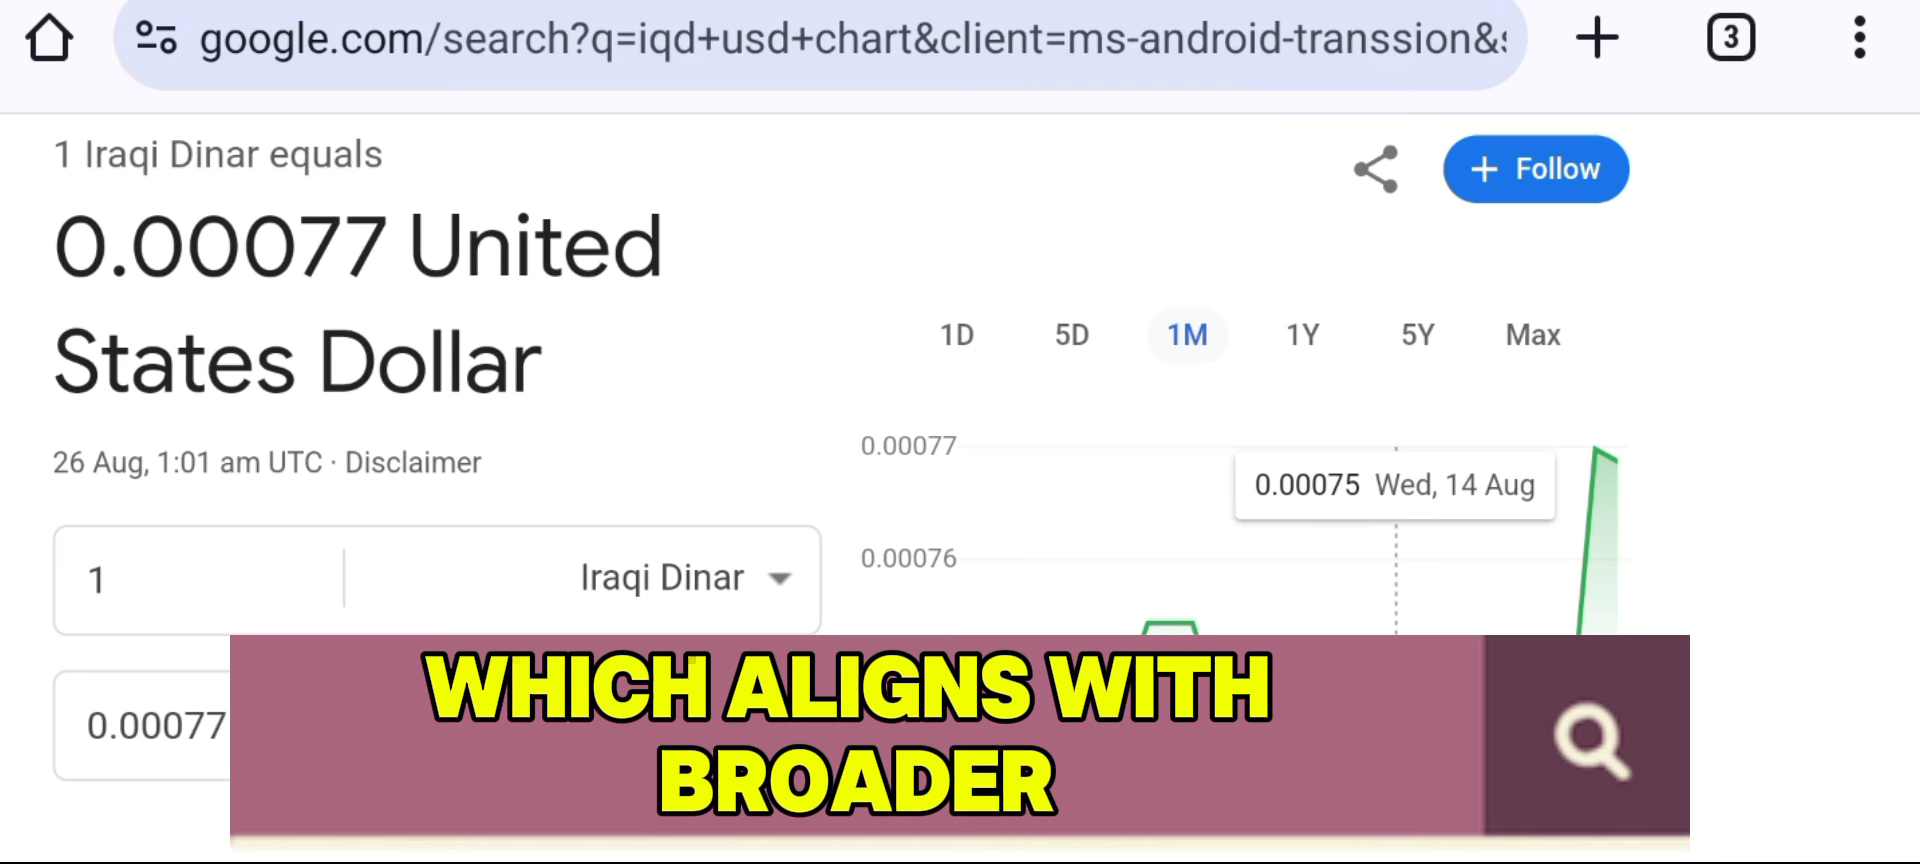 google.com/search?q=iqd+usd+chart&client=ms-android-transsion&
3
1 Iraqi Dinar equals
Follow
0.00077 United
States Dollar
1D 5D 1M 1Y 5Y Max
26 Aug, 1:01 am UTC · Disclaimer
0.00077
0.00075 Wed, 14 Aug
0.00076
1 Iraqi Dinar
0.00077
WHICH ALIGNS WITH
BROADER